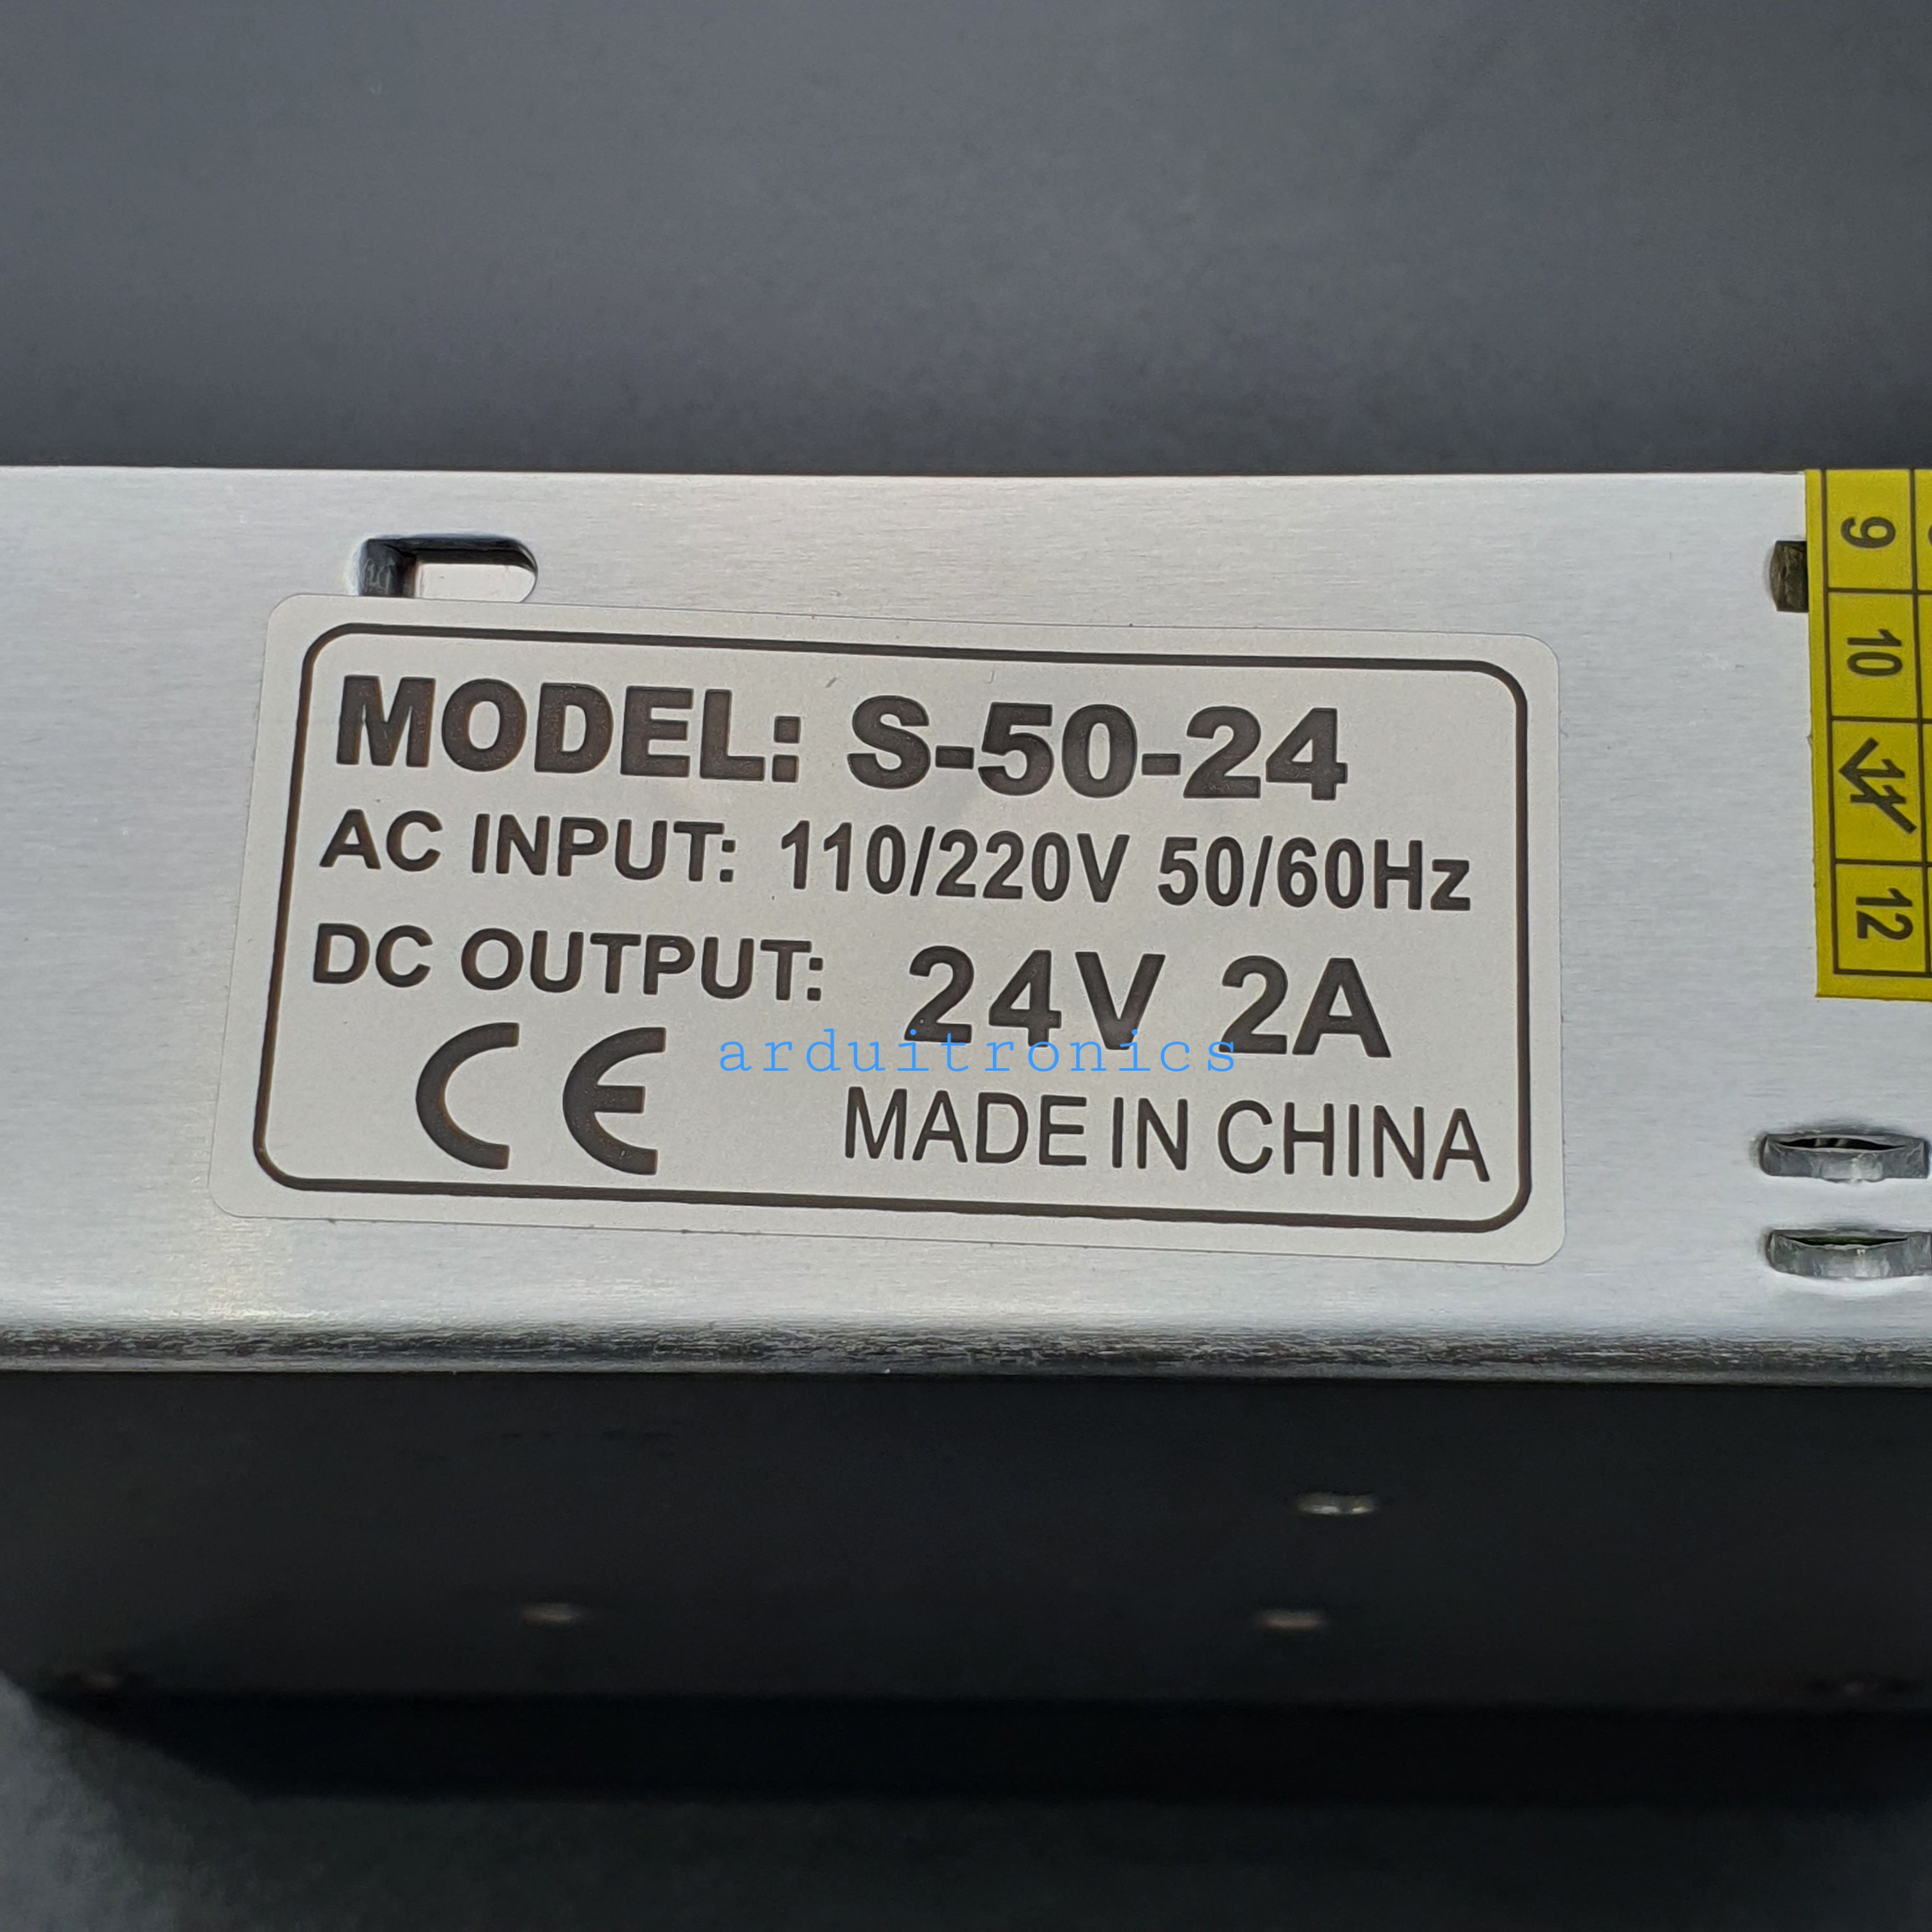 MODEL: S-50-24
AC INPUT: 110/220V 50/60Hz
DC OUTPUT: 24V 2A
arduitronics
CE
MADE IN CHINA
9
10
11
12